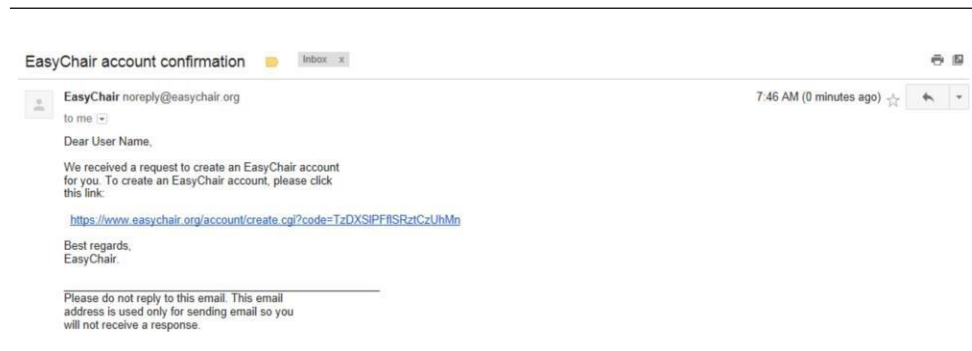 EasyChair account confirmation Inbox x
EasyChair noreply@easychair.org 7:46 AM (0 minutes ago)
to me
Dear User Name,
We received a request to create an EasyChair account
for you. To create an EasyChair account, please click
this link:
https://www.easychair.org/account/create.cgi?code=TzDXSlPFflSRztCzUhMn
Best regards,
EasyChair.
Please do not reply to this email. This email
address is used only for sending email so you
will not receive a response.